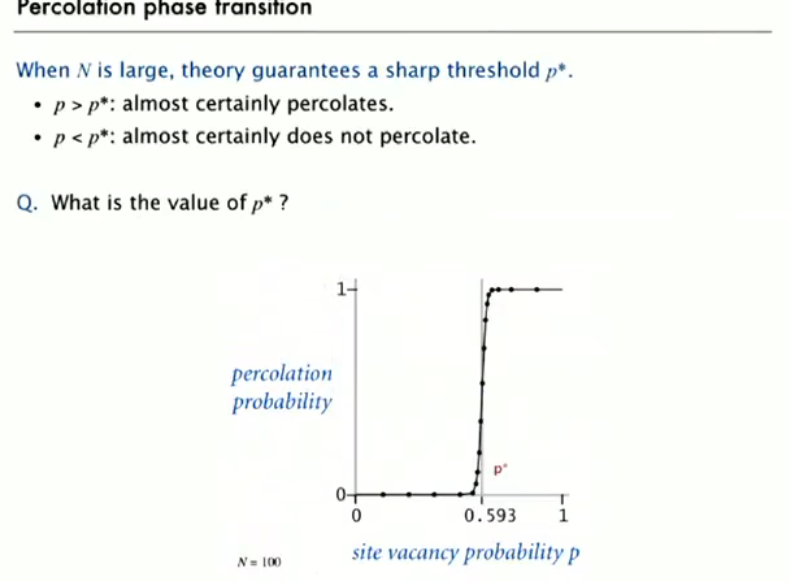 Percolation phase transition
When N is large, theory guarantees a sharp threshold p*.
• p > p*: almost certainly percolates.
• p < p*: almost certainly does not percolate.
Q. What is the value of p* ?
1
percolation
probability
p*
0
0 0.593 1
site vacancy probability p
N = 100